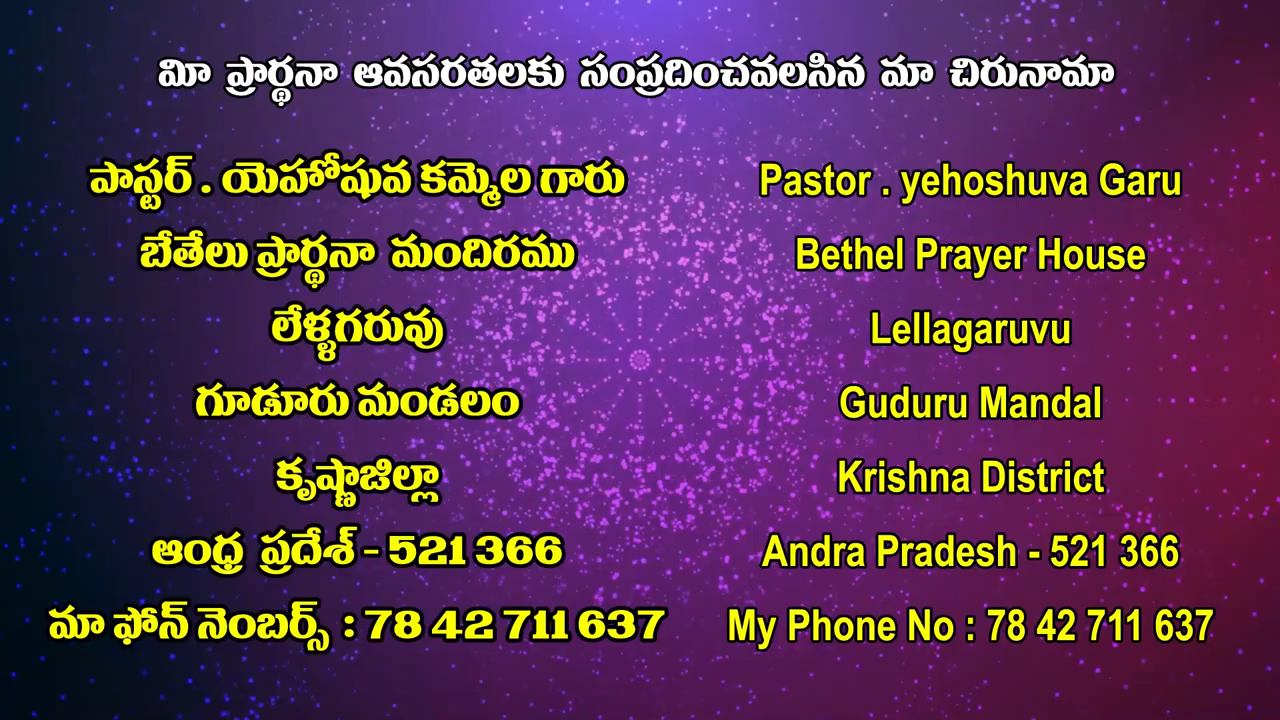 మీ ప్రార్థనా ఆవసరతలకు సంప్రదించవలసిన మా చిరునామా
పాస్టర్ . యెహోషువ కమ్మెల గారు
బేతేలు ప్రార్థనా మందిరము
లేళ్ళగరువు
గూడూరు మండలం
కృష్ణాజిల్లా
ఆంధ్ర ప్రదేశ్ - 521 366
మా ఫోన్ నెంబర్స్ : 78 42 711 637
Pastor . yehoshuva Garu
Bethel Prayer House
Lellagaruvu
Guduru Mandal
Krishna District
Andra Pradesh - 521 366
My Phone No : 78 42 711 637